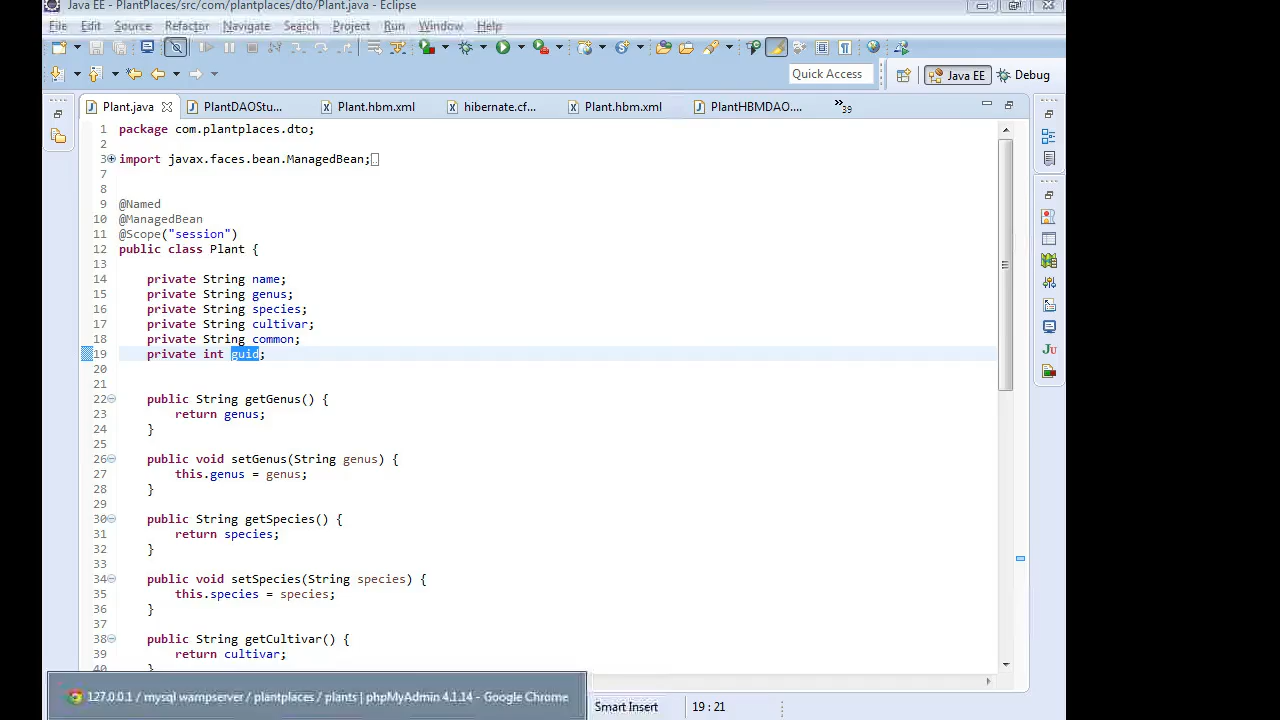 Java EE - PlantPlaces/src/com/plantplaces/dto/Plant.java - Eclipse
File Edit Source Refactor Navigate Search Project Run Window Help
Quick Access Java EE Debug
Plant.java PlantDAOStu... Plant.hbm.xml hibernate.cf... Plant.hbm.xml PlantHBMDAO.... »39
1 package com.plantplaces.dto;
2
3 import javax.faces.bean.ManagedBean;
7
8
9 @Named
10 @ManagedBean
11 @Scope("session")
12 public class Plant {
13
14 private String name;
15 private String genus;
16 private String species;
17 private String cultivar;
18 private String common;
19 private int guid;
20
21
22 public String getGenus() {
23 return genus;
24 }
25
26 public void setGenus(String genus) {
27 this.genus = genus;
28 }
29
30 public String getSpecies() {
31 return species;
32 }
33
34 public void setSpecies(String species) {
35 this.species = species;
36 }
37
38 public String getCultivar() {
39 return cultivar;
40 }
127.0.0.1 / mysql wampserver / plantplaces / plants | phpMyAdmin 4.1.14 - Google Chrome
Smart Insert 19 : 21